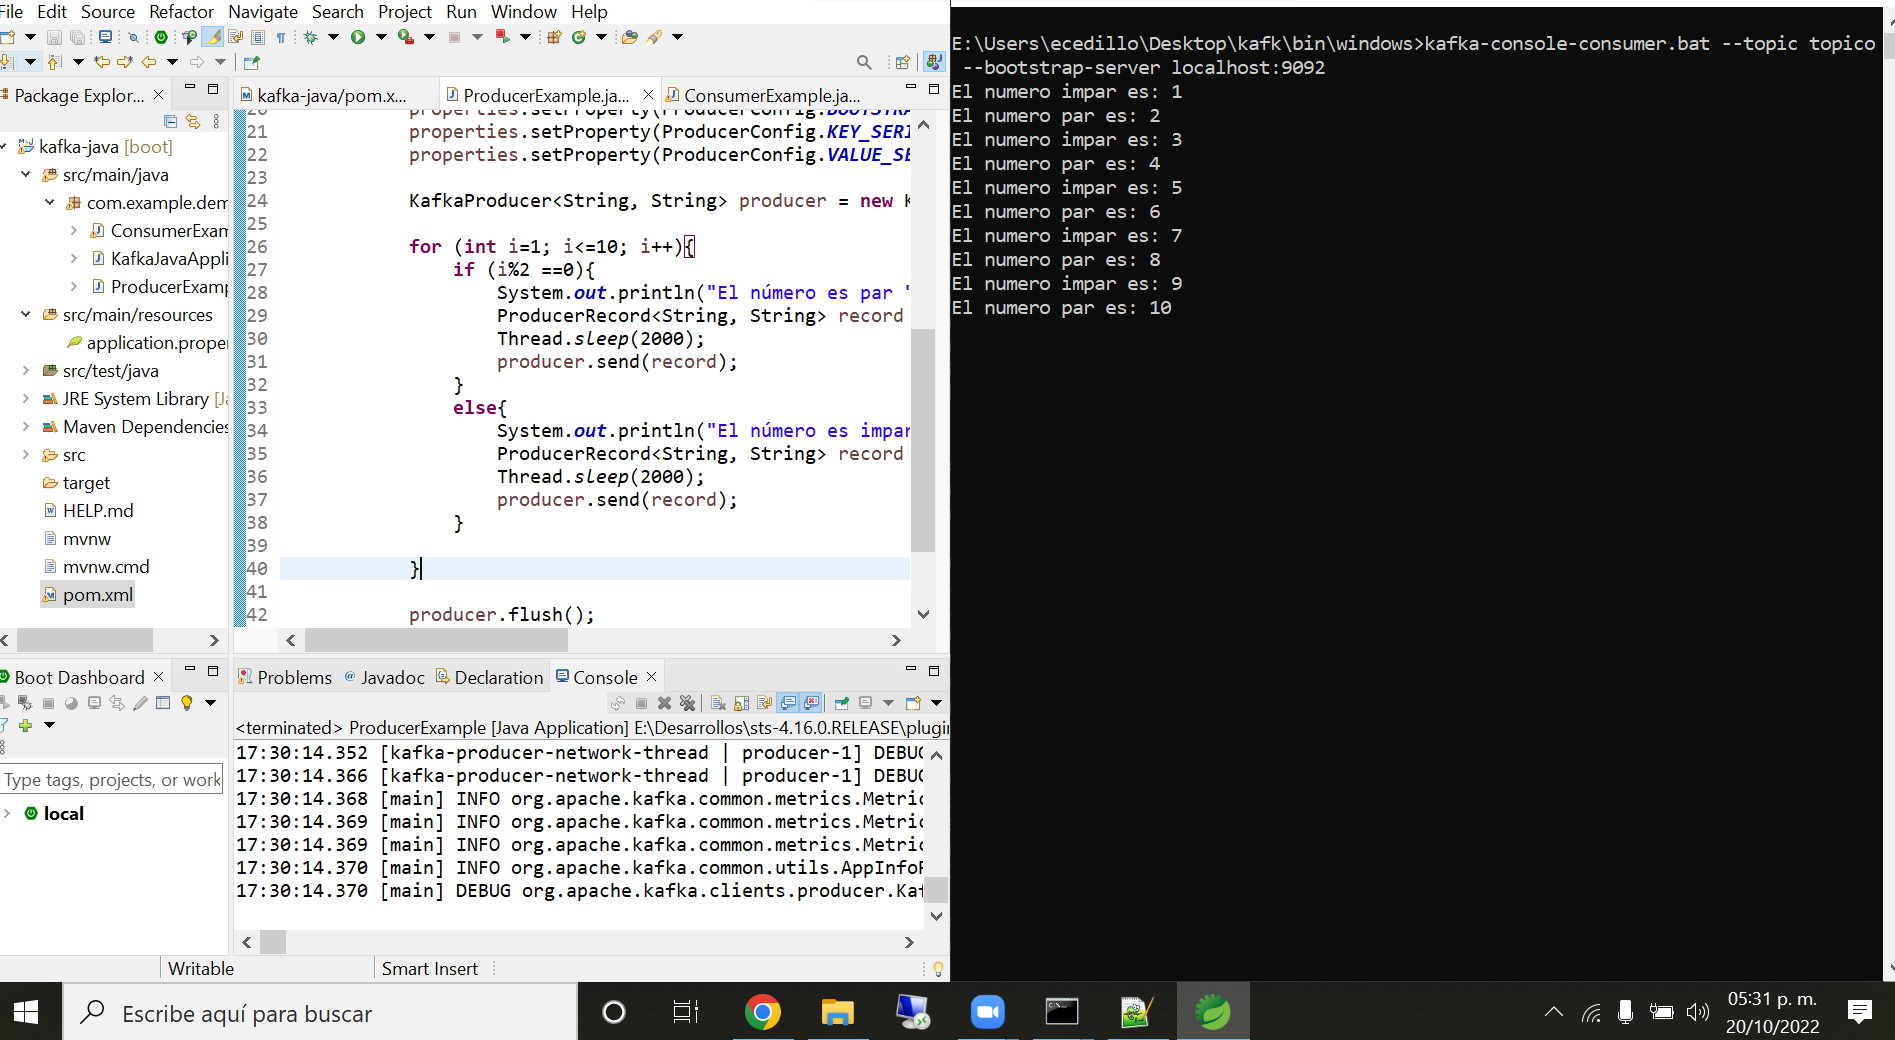 File Edit Source Refactor Navigate Search Project Run Window Help
Package Explor...
kafka-java/pom.x...
ProducerExample.ja...
ConsumerExample.ja...
kafka-java [boot]
src/main/java
com.example.dem
ConsumerExam
KafkaJavaAppli
ProducerExamp
src/main/resources
application.proper
src/test/java
JRE System Library [Ja
Maven Dependencies
src
target
HELP.md
mvnw
mvnw.cmd
pom.xml
20 properties.setProperty(ProducerConfig.BOOTSTRA
21 properties.setProperty(ProducerConfig.KEY_SERI
22 properties.setProperty(ProducerConfig.VALUE_SE
23
24 KafkaProducer<String, String> producer = new K
25
26 for (int i=1; i<=10; i++){
27 if (i%2 ==0){
28 System.out.println("El número es par "
29 ProducerRecord<String, String> record
30 Thread.sleep(2000);
31 producer.send(record);
32 }
33 else{
34 System.out.println("El número es impar
35 ProducerRecord<String, String> record
36 Thread.sleep(2000);
37 producer.send(record);
38 }
39
40 }
41
42 producer.flush();
Boot Dashboard
Type tags, projects, or work
local
Problems Javadoc Declaration Console
<terminated> ProducerExample [Java Application] E:\Desarrollos\sts-4.16.0.RELEASE\plugin
17:30:14.352 [kafka-producer-network-thread | producer-1] DEBUG
17:30:14.366 [kafka-producer-network-thread | producer-1] DEBUG
17:30:14.368 [main] INFO org.apache.kafka.common.metrics.Metric
17:30:14.369 [main] INFO org.apache.kafka.common.metrics.Metric
17:30:14.369 [main] INFO org.apache.kafka.common.metrics.Metric
17:30:14.370 [main] INFO org.apache.kafka.common.utils.AppInfoP
17:30:14.370 [main] DEBUG org.apache.kafka.clients.producer.Kaf
Writable
Smart Insert
E:\Users\ecedillo\Desktop\kafk\bin\windows>kafka-console-consumer.bat --topic topico
--bootstrap-server localhost:9092
El numero impar es: 1
El numero par es: 2
El numero impar es: 3
El numero par es: 4
El numero impar es: 5
El numero par es: 6
El numero impar es: 7
El numero par es: 8
El numero impar es: 9
El numero par es: 10
Escribe aquí para buscar
05:31 p. m.
20/10/2022